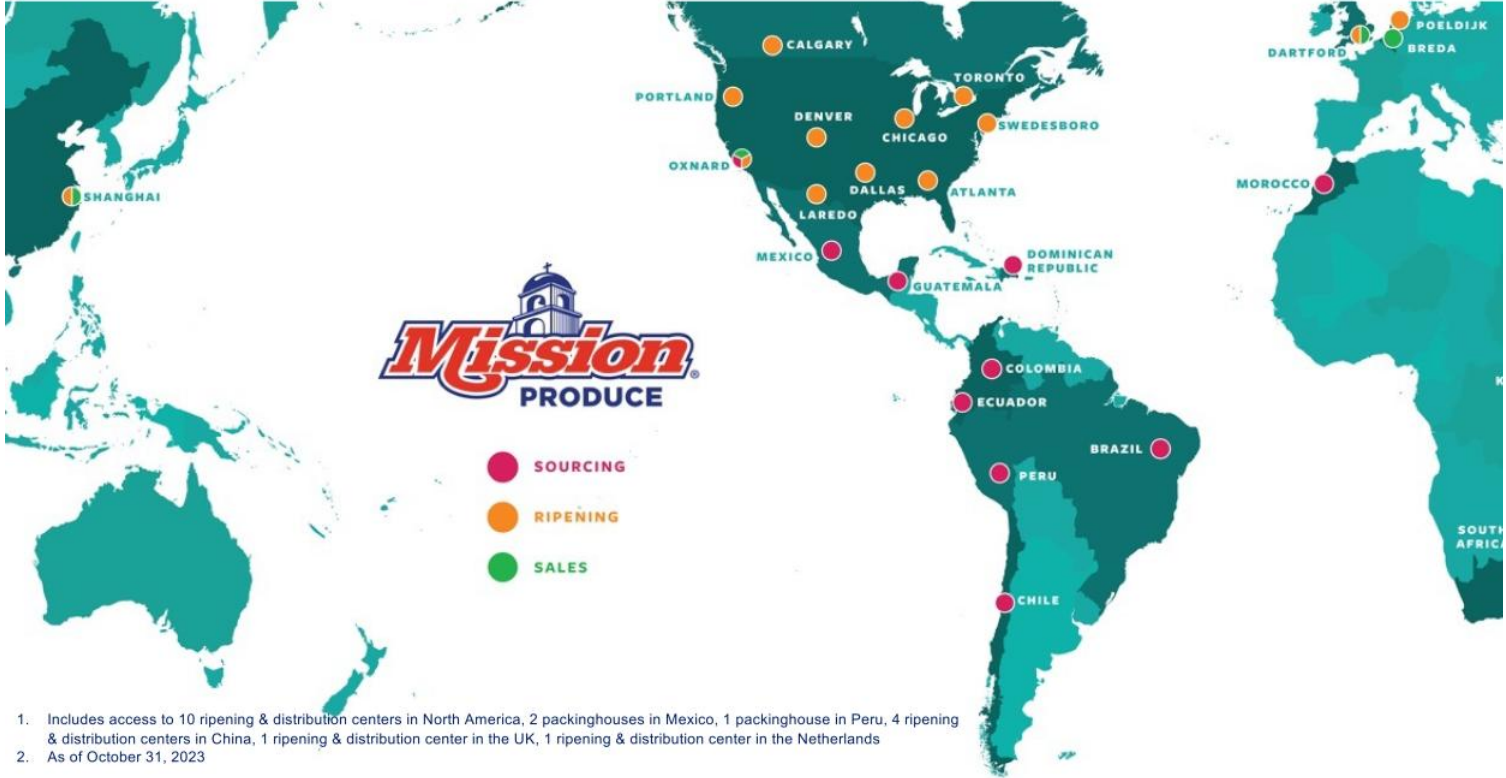 CALGARY
POELDIJK
DARTFORD
BREDA
TORONTO
PORTLAND
DENVER
CHICAGO
SWEDESBORO
OXNARD
DALLAS
ATLANTA
MOROCCO
SHANGHAI
LAREDO
MEXICO
DOMINICAN
REPUBLIC
GUATEMALA
Mission®
PRODUCE
COLOMBIA
ECUADOR
BRAZIL
SOURCING
PERU
RIPENING
SOUTH
AFRICA
SALES
CHILE
1. Includes access to 10 ripening & distribution centers in North America, 2 packinghouses in Mexico, 1 packinghouse in Peru, 4 ripening
& distribution centers in China, 1 ripening & distribution center in the UK, 1 ripening & distribution center in the Netherlands
2. As of October 31, 2023